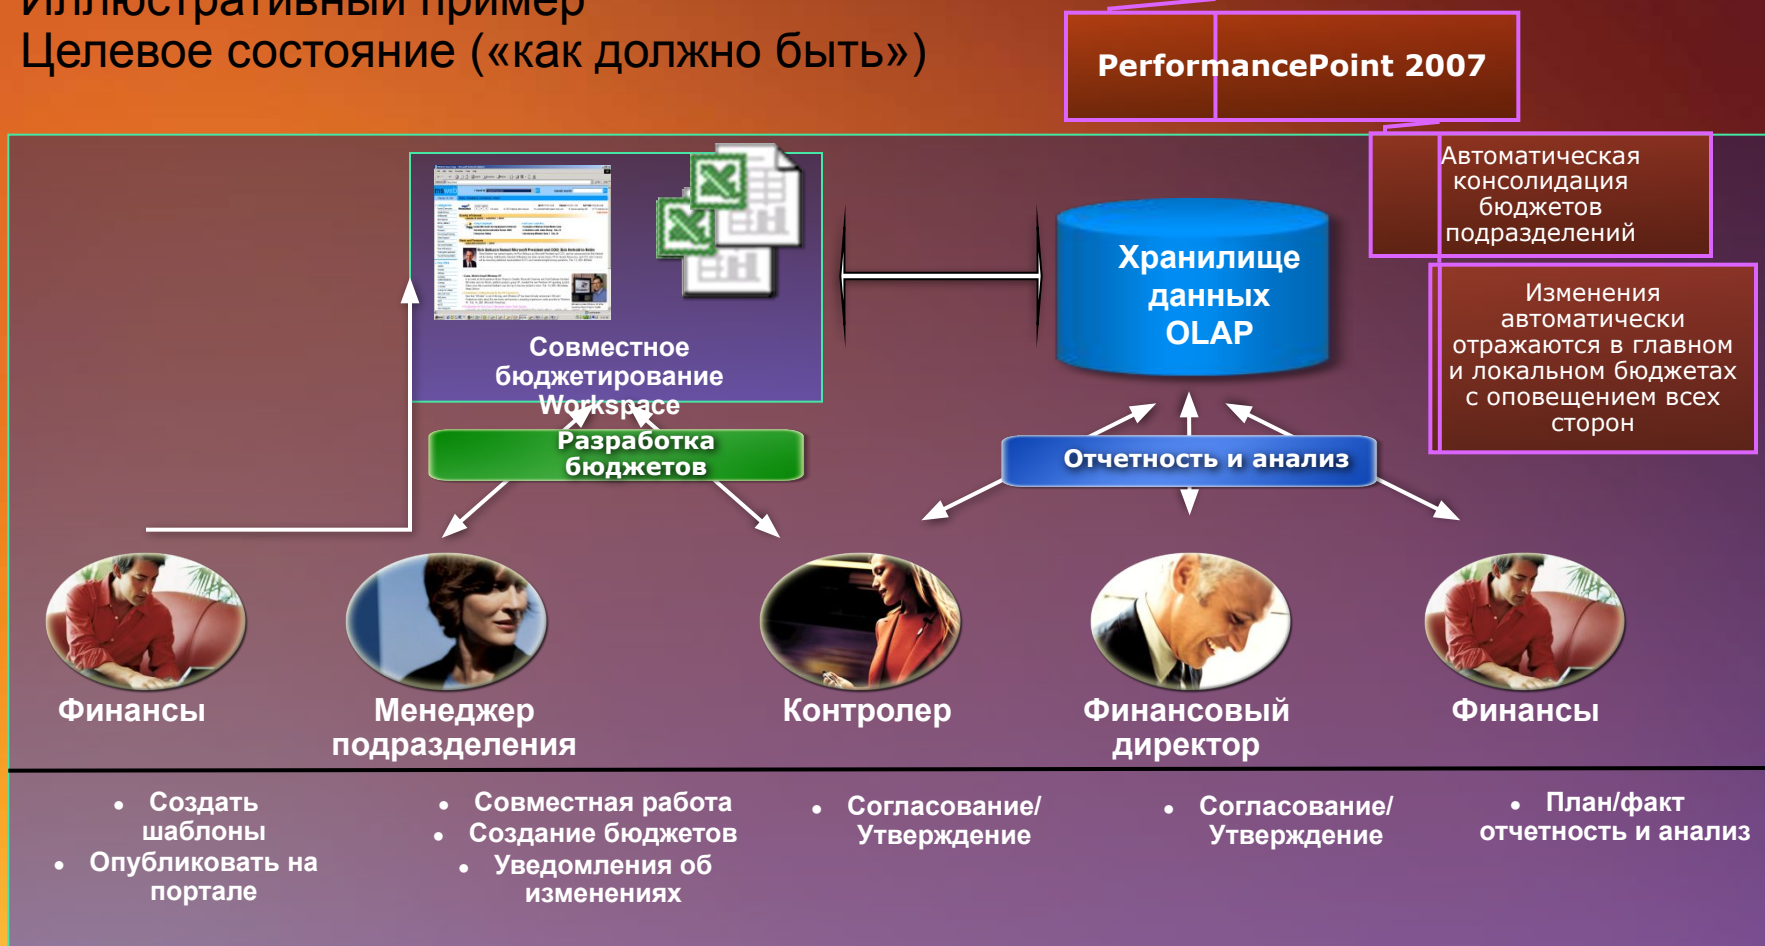 Иллюстративный пример
Целевое состояние («как должно быть»)
PerformancePoint 2007
Автоматическая
консолидация
бюджетов
подразделений
Изменения
автоматически
отражаются в главном
и локальном бюджетах
с оповещением всех
сторон
Хранилище
данных
OLAP
Совместное
бюджетирование
Workspace
Разработка
бюджетов
Отчетность и анализ
Финансы
Менеджер
подразделения
Контролер
Финансовый
директор
Финансы
• Создать
шаблоны
• Опубликовать на
портале
• Совместная работа
• Создание бюджетов
• Уведомления об
изменениях
• Согласование/
Утверждение
• Согласование/
Утверждение
• План/факт
отчетность и анализ